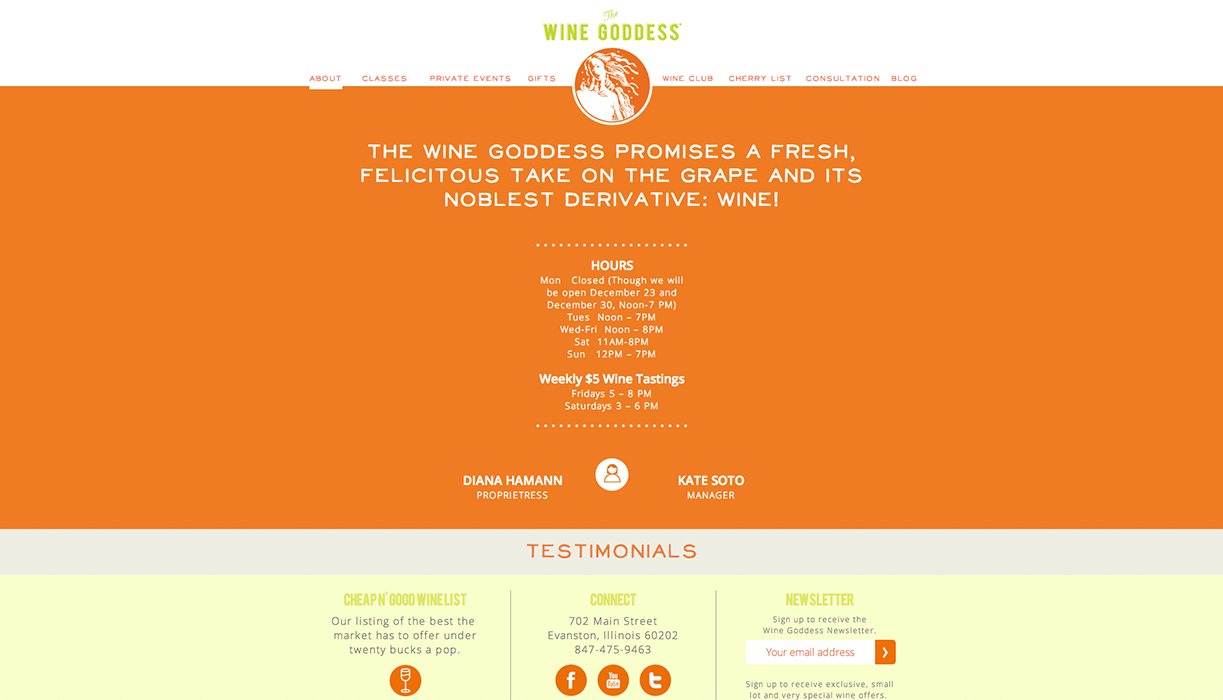 The
WINE GODDESS
ABOUT CLASSES PRIVATE EVENTS GIFTS WINE CLUB CHERRY LIST CONSULTATION BLOG
THE WINE GODDESS PROMISES A FRESH,
FELICITOUS TAKE ON THE GRAPE AND ITS
NOBLEST DERIVATIVE: WINE!
HOURS
Mon Closed (Though we will
be open December 23 and
December 30, Noon-7 PM)
Tues Noon – 7PM
Wed-Fri Noon – 8PM
Sat 11AM-8PM
Sun 12PM – 7PM
Weekly $5 Wine Tastings
Fridays 5 – 8 PM
Saturdays 3 – 6 PM
DIANA HAMANN
PROPRIETRESS
KATE SOTO
MANAGER
TESTIMONIALS
CHEAP N' GOOD WINE LIST
Our listing of the best the
market has to offer under
twenty bucks a pop.
CONNECT
702 Main Street
Evanston, Illinois 60202
847-475-9463
f
You
Tube
t
NEWSLETTER
Sign up to receive the
Wine Goddess Newsletter.
Your email address
Sign up to receive exclusive, small
lot and very special wine offers.